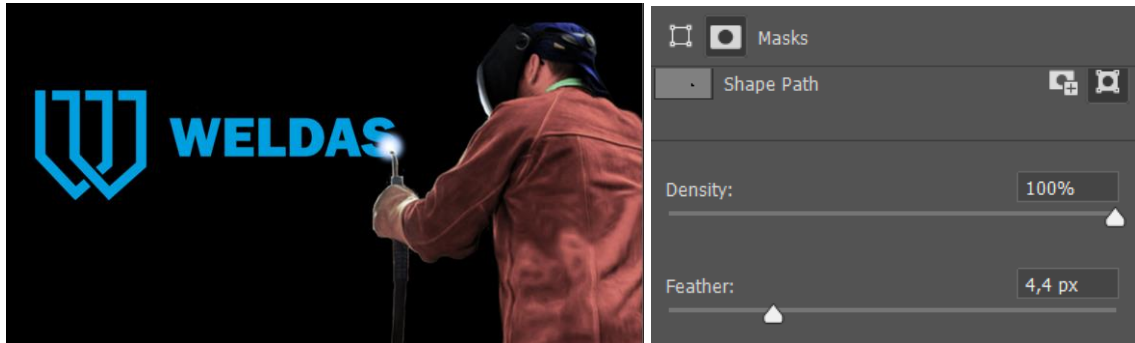 WELDAS
Masks
Shape Path
Density:
100%
Feather:
4,4 px